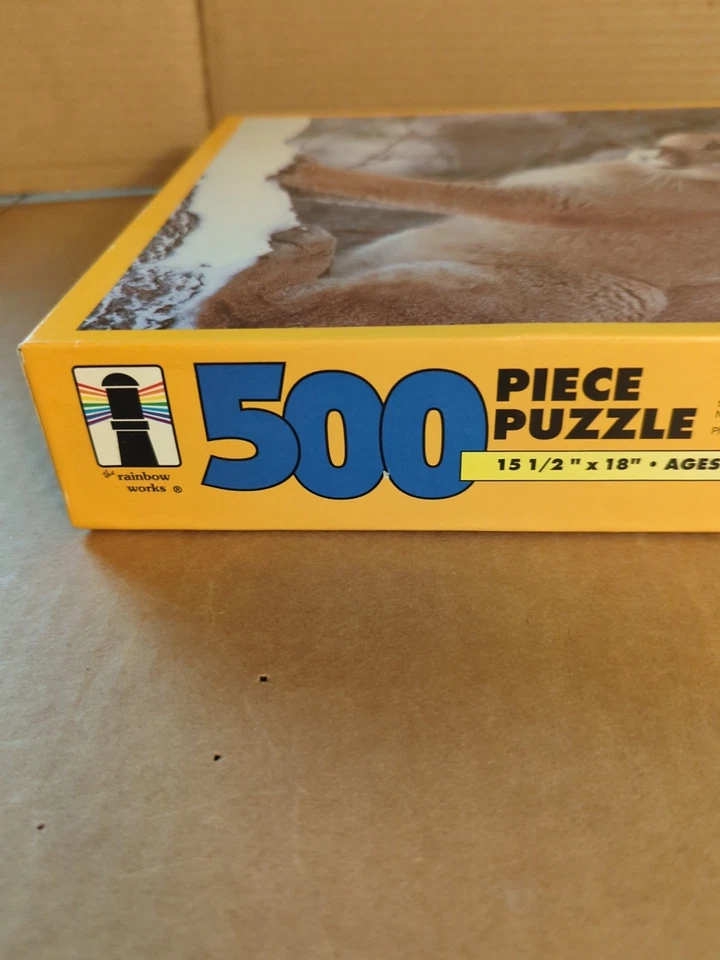 500
PIECE
PUZZLE
15 1/2 " x 18" • AGES
the rainbow
works ®